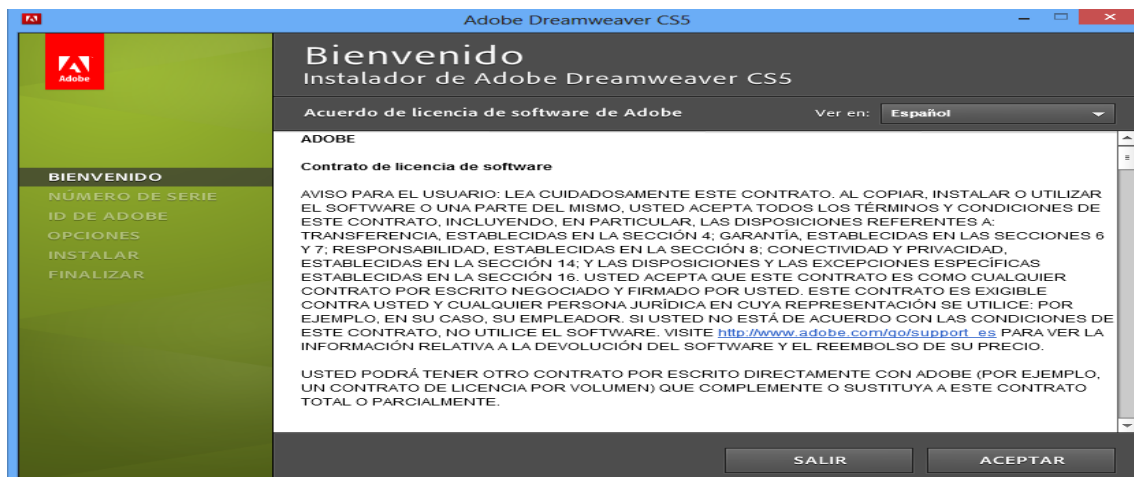 Adobe Dreamweaver CS5
Adobe
BIENVENIDO
NÚMERO DE SERIE
ID DE ADOBE
OPCIONES
INSTALAR
FINALIZAR
Bienvenido
Instalador de Adobe Dreamweaver CS5
Acuerdo de licencia de software de Adobe
Ver en: Español
ADOBE
Contrato de licencia de software
AVISO PARA EL USUARIO: LEA CUIDADOSAMENTE ESTE CONTRATO. AL COPIAR, INSTALAR O UTILIZAR
EL SOFTWARE O UNA PARTE DEL MISMO, USTED ACEPTA TODOS LOS TÉRMINOS Y CONDICIONES DE
ESTE CONTRATO, INCLUYENDO, EN PARTICULAR, LAS DISPOSICIONES REFERENTES A:
TRANSFERENCIA, ESTABLECIDAS EN LA SECCIÓN 4; GARANTÍA, ESTABLECIDAS EN LAS SECCIONES 6
Y 7; RESPONSABILIDAD, ESTABLECIDAS EN LA SECCIÓN 8; CONECTIVIDAD Y PRIVACIDAD,
ESTABLECIDAS EN LA SECCIÓN 14; Y LAS DISPOSICIONES Y LAS EXCEPCIONES ESPECÍFICAS
ESTABLECIDAS EN LA SECCIÓN 16. USTED ACEPTA QUE ESTE CONTRATO ES COMO CUALQUIER
CONTRATO POR ESCRITO NEGOCIADO Y FIRMADO POR USTED. ESTE CONTRATO ES EXIGIBLE
CONTRA USTED Y CUALQUIER PERSONA JURÍDICA EN CUYA REPRESENTACIÓN SE UTILICE: POR
EJEMPLO, EN SU CASO, SU EMPLEADOR. SI USTED NO ESTÁ DE ACUERDO CON LAS CONDICIONES DE
ESTE CONTRATO, NO UTILICE EL SOFTWARE. VISITE http://www.adobe.com/go/support_es PARA VER LA
INFORMACIÓN RELATIVA A LA DEVOLUCIÓN DEL SOFTWARE Y EL REEMBOLSO DE SU PRECIO.
USTED PODRÁ TENER OTRO CONTRATO POR ESCRITO DIRECTAMENTE CON ADOBE (POR EJEMPLO,
UN CONTRATO DE LICENCIA POR VOLUMEN) QUE COMPLEMENTE O SUSTITUYA A ESTE CONTRATO
TOTAL O PARCIALMENTE.
SALIR
ACEPTAR